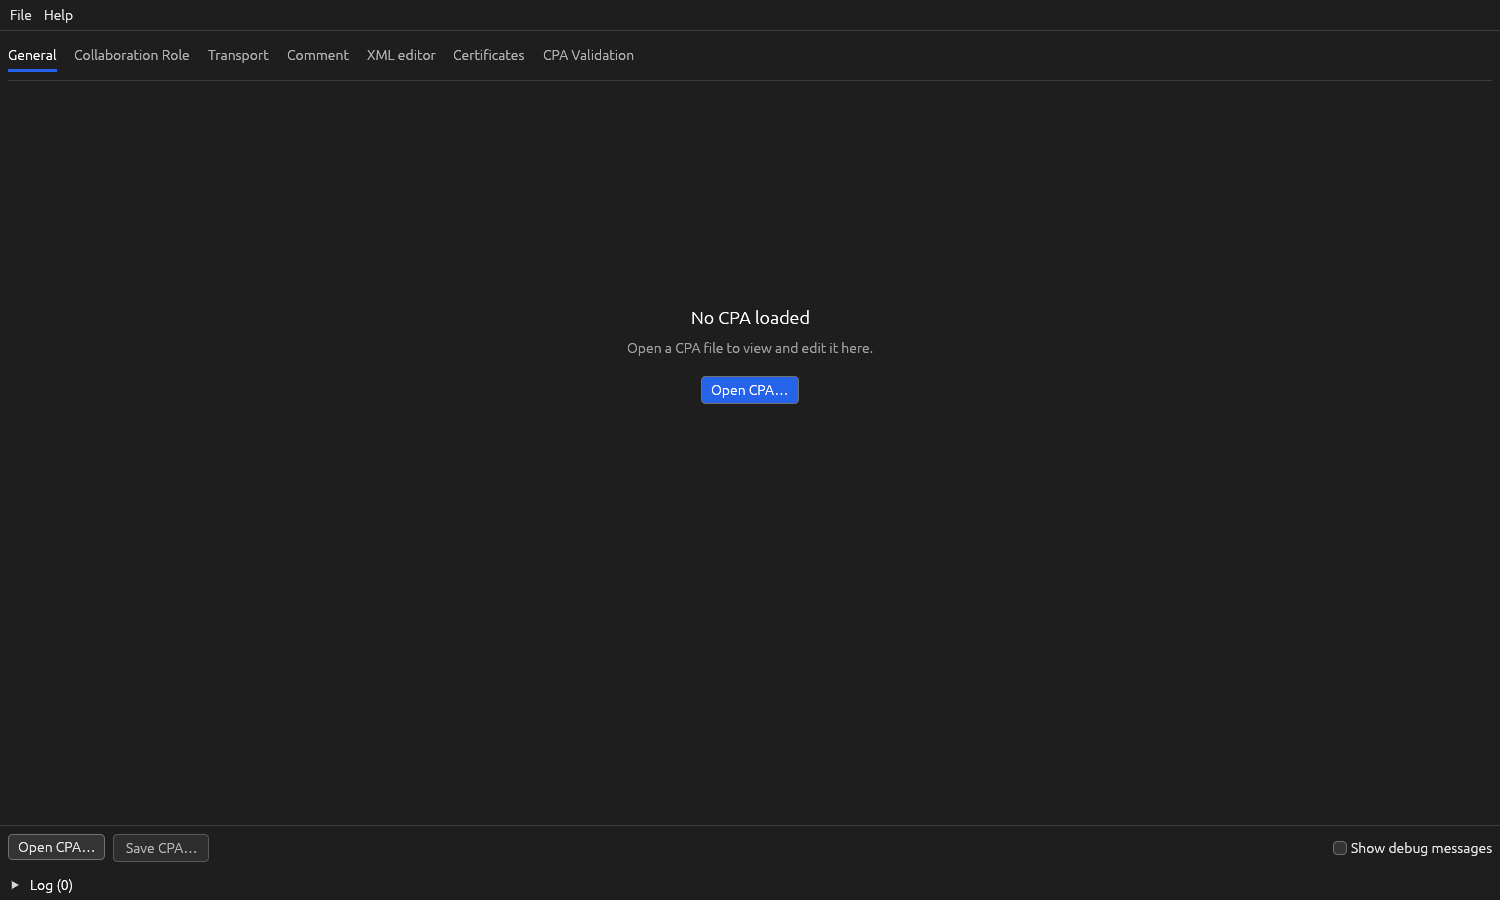 File Help
General Collaboration Role Transport Comment XML editor Certificates CPA Validation
No CPA loaded
Open a CPA file to view and edit it here.
Open CPA...
Open CPA... Save CPA... Show debug messages
Log (0)